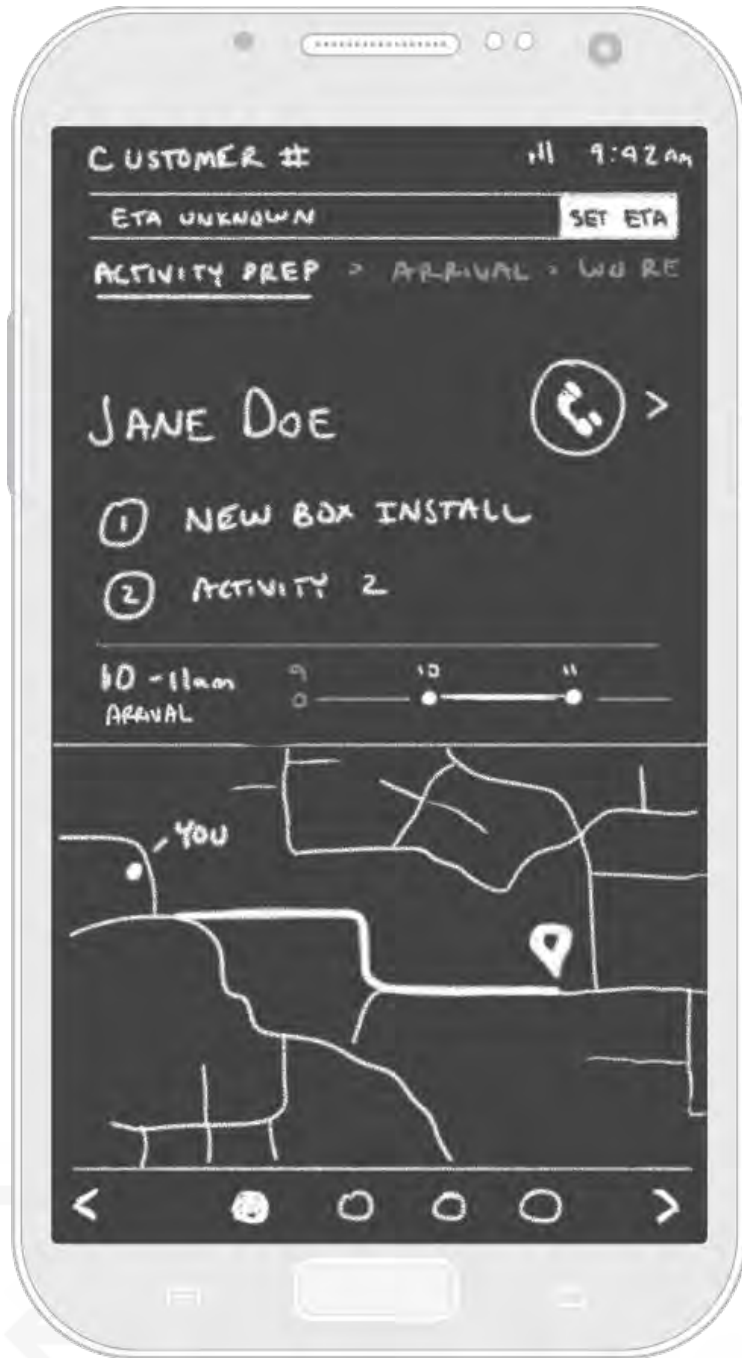 CUSTOMER # 9:42 AM
ETA UNKNOWN SET ETA
ACTIVITY PREP > ARRIVAL > WO RE
JANE DOE >
1 NEW BOX INSTALL
2 ACTIVITY 2
10-11am 9 10 11
ARRIVAL
YOU
< >